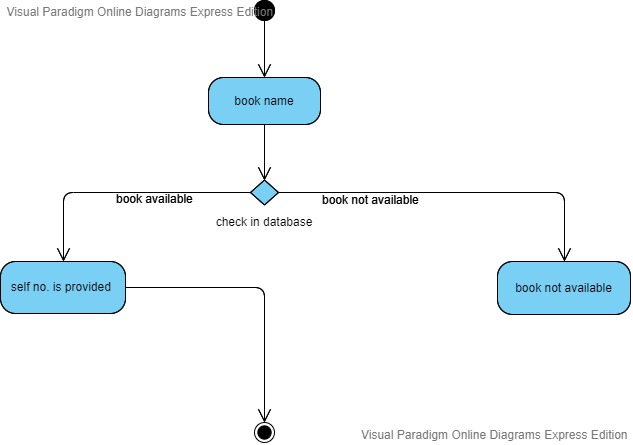 Visual Paradigm Online Diagrams Express Edition
book name
book available
book not available
check in database
self no. is provided
book not available
Visual Paradigm Online Diagrams Express Edition